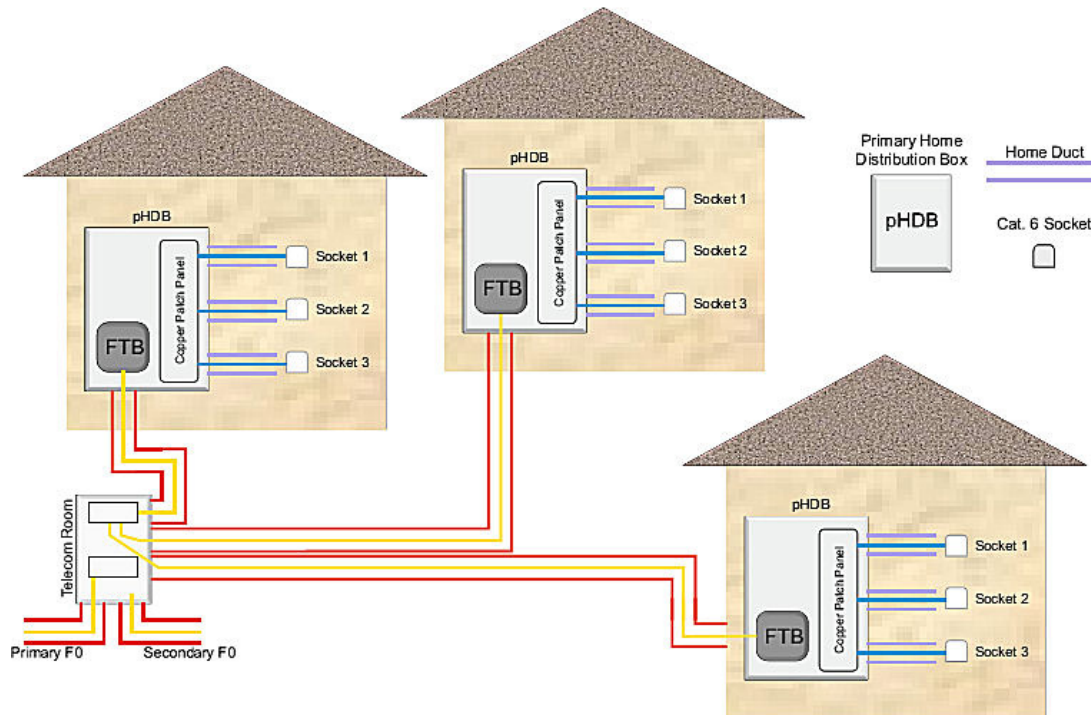 pHDB
Copper Patch Panel
FTB
Socket 1
Socket 2
Socket 3
pHDB
Copper Patch Panel
FTB
Socket 1
Socket 2
Socket 3
Primary Home
Distribution Box
pHDB
Home Duct
Cat. 6 Socket
Telecom Room
Primary F0
Secondary F0
pHDB
Copper Patch Panel
FTB
Socket 1
Socket 2
Socket 3